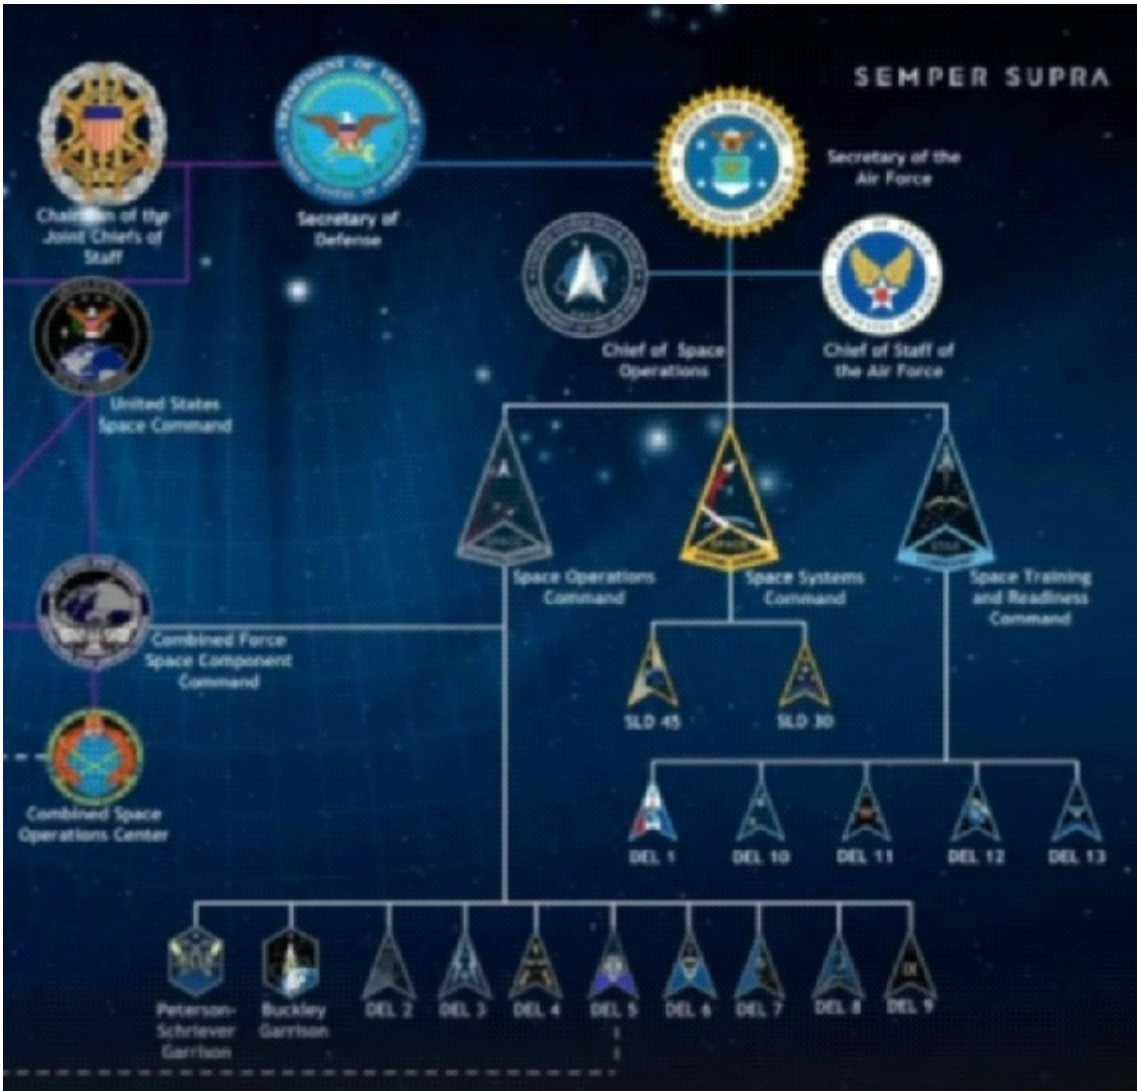 SEMPER SUPRA
DEPARTMENT OF DEFENSE
Secretary of the
Air Force
Chairman of the
Joint Chiefs of
Staff
Secretary of
Defense
Chief of Space
Operations
Chief of Staff of
the Air Force
United States
Space Command
Space Operations
Command
Space Systems
Command
Space Training
and Readiness
Command
Combined Force
Space Component
Command
SLD 45
SLD 30
Combined Space
Operations Center
DEL 1
DEL 10
DEL 11
DEL 12
DEL 13
Peterson-
Schriever
Garrison
Buckley
Garrison
DEL 2
DEL 3
DEL 4
DEL 5
DEL 6
DEL 7
DEL 8
DEL 9